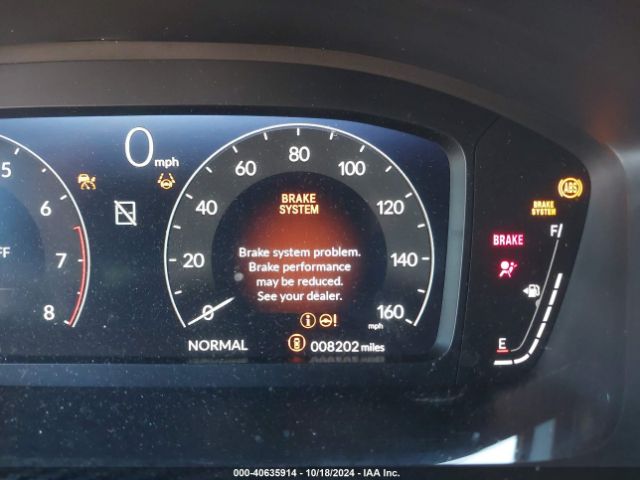 0 mph
5
6
7
8
FF
0
20
40
60
80
100
120
140
160
mph
BRAKE
SYSTEM
Brake system problem.
Brake performance
may be reduced.
See your dealer.
NORMAL
008202 miles
ABS
BRAKE
SYSTEM
BRAKE
F
E
000-40635914 - 10/18/2024 - IAA Inc.